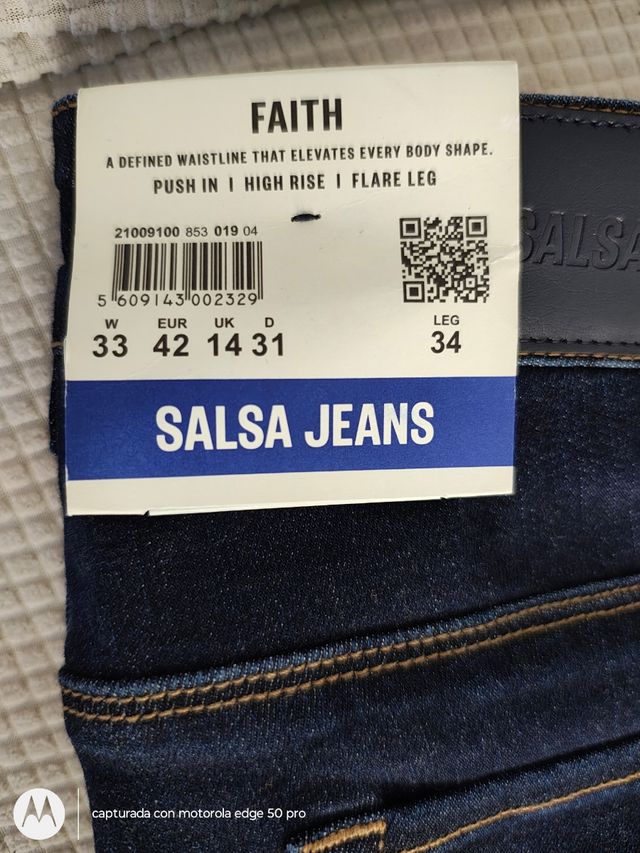 FAITH
A DEFINED WAISTLINE THAT ELEVATES EVERY BODY SHAPE.
PUSH IN I HIGH RISE I FLARE LEG
21009100 853 019 04
5 609143 002329
W EUR UK D LEG
33 42 14 31 34
SALSA JEANS
SALSA
capturada con motorola edge 50 pro